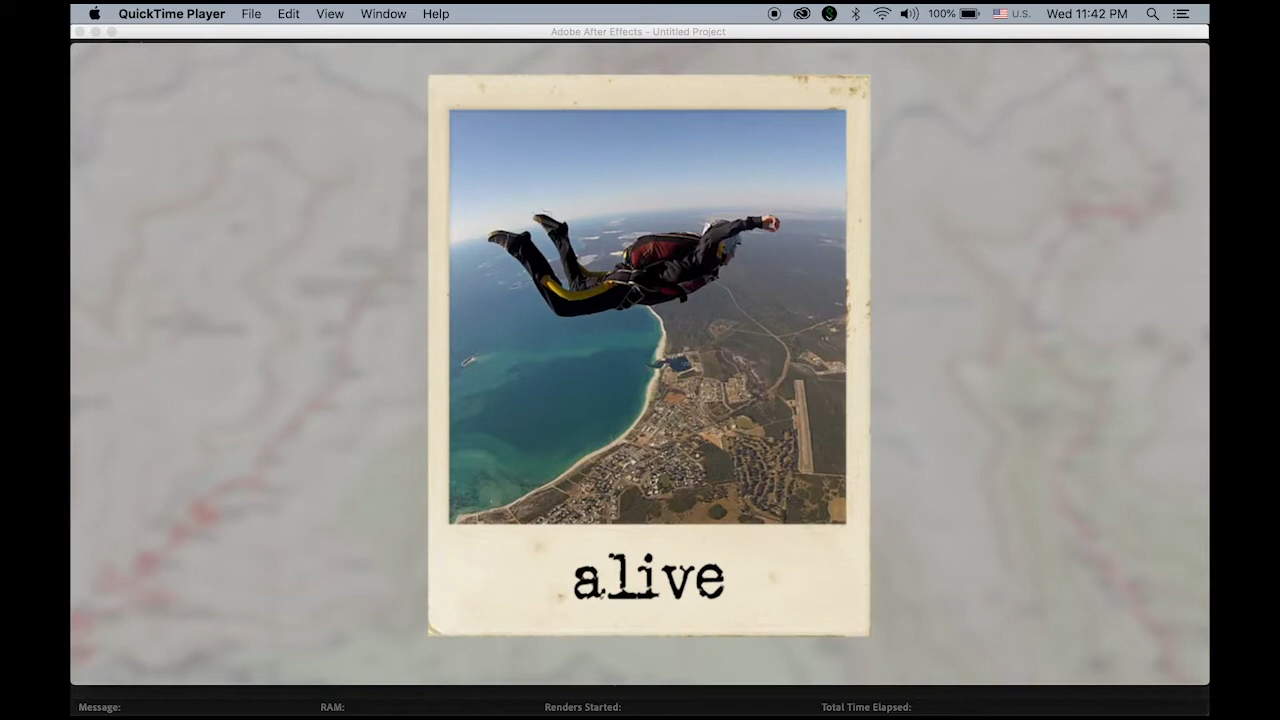 QuickTime Player File Edit View Window Help 100% U.S. Wed 11:42 PM
Adobe After Effects - Untitled Project
alive
Message: RAM: Renders Started: Total Time Elapsed: